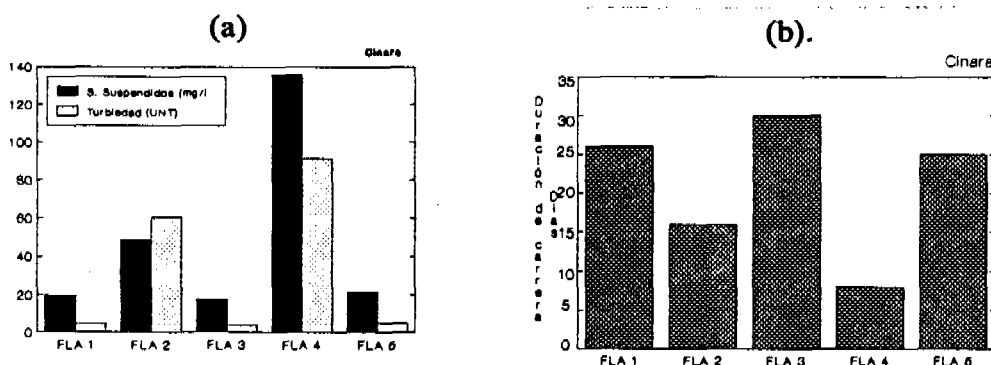 (a)
Cinara
140
120
100
80
60
40
20
0
S. Suspendidos (mg/l
Turbiedad (UNT)
FLA 1 FLA 2 FLA 3 FLA 4 FLA 5
(b).
Cinara
35
30
25
20
15
10
5
0
Duración de carrera
Días
FLA 1 FLA 2 FLA 3 FLA 4 FLA 5